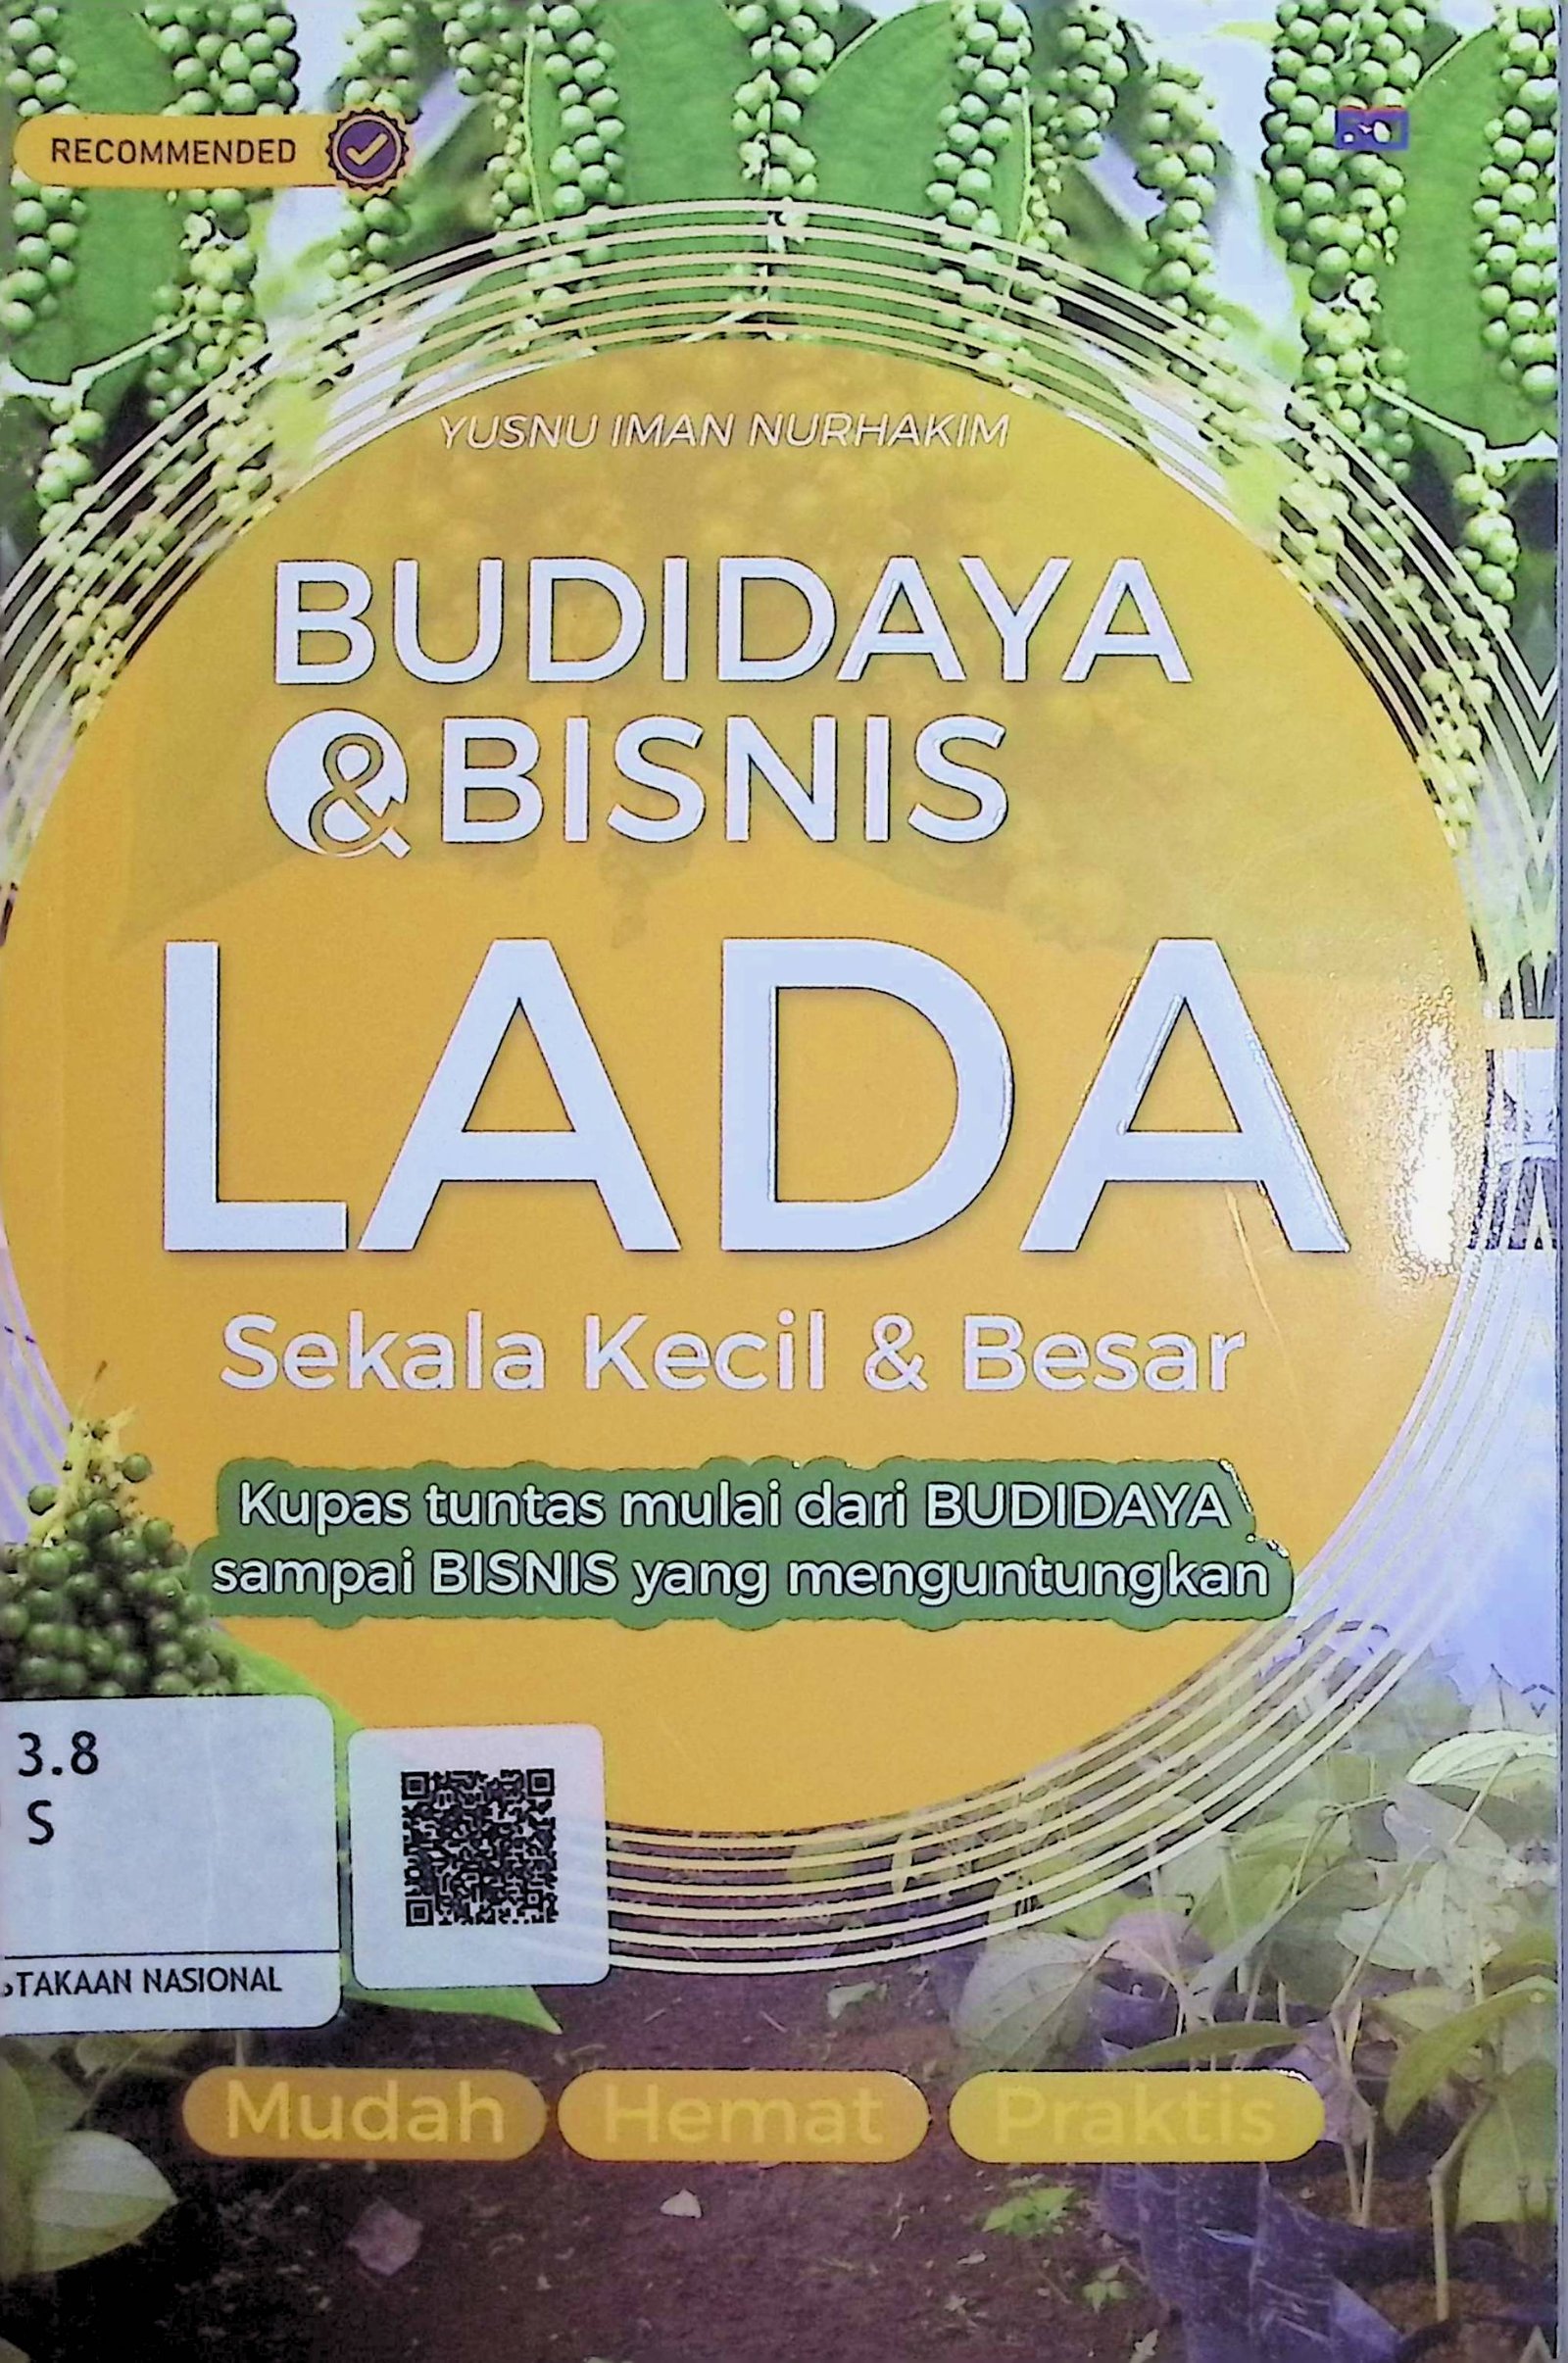 RECOMMENDED
YUSNU IMAN NURHAKIM
BUDIDAYA
& BISNIS
LADA
Sekala Kecil & Besar
Kupas tuntas mulai dari BUDIDAYA
sampai BISNIS yang menguntungkan
3.8
S
TAKAAN NASIONAL
Mudah Hemat Praktis